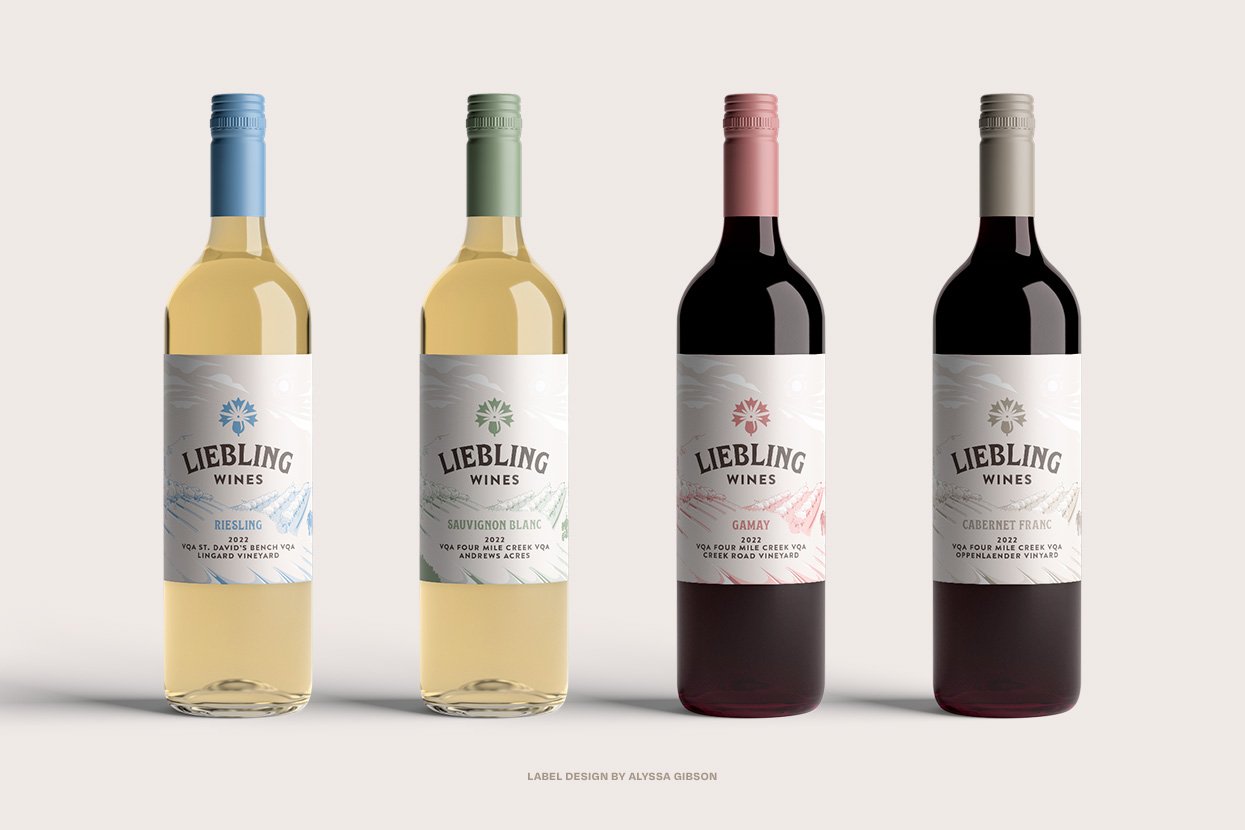 LIEBLING
WINES
RIESLING
2022
VQA ST. DAVID'S BENCH VQA
LINGARD VINEYARD
LIEBLING
WINES
SAUVIGNON BLANC
2022
VQA FOUR MILE CREEK VQA
ANDREWS ACRES
LIEBLING
WINES
GAMAY
2022
VQA FOUR MILE CREEK VQA
CREEK ROAD VINEYARD
LIEBLING
WINES
CABERNET FRANC
2022
VQA FOUR MILE CREEK VQA
OPPENLAENDER VINYARD
LABEL DESIGN BY ALYSSA GIBSON